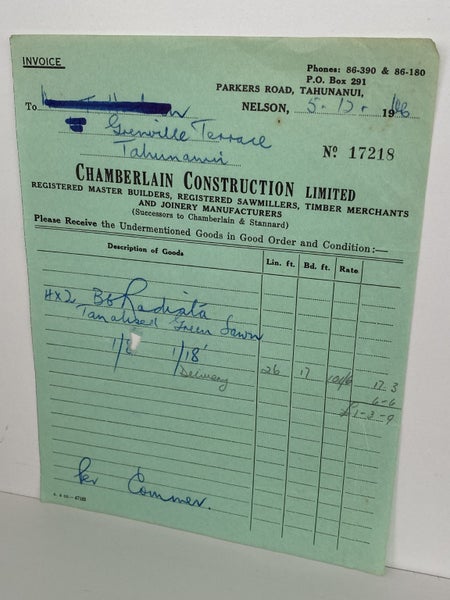 INVOICE
Phones: 86-390 & 86-180
P.O. Box 291
PARKERS ROAD, TAHUNANUI,
NELSON, 5. 12. 1966
To
Grenville Terrace
Tahunanui
No 17218
CHAMBERLAIN CONSTRUCTION LIMITED
REGISTERED MASTER BUILDERS, REGISTERED SAWMILLERS, TIMBER MERCHANTS
AND JOINERY MANUFACTURERS
(Successors to Chamberlain & Stannard)
Please Receive the Undermentioned Goods in Good Order and Condition:—
Description of Goods Lin. ft. Bd. ft. Rate
4x2 BG Radiata
Tanalised Green Sawn
1/8 1/18' 26 17 17 3
Delivery 6-6
£1-3-9
Commer.